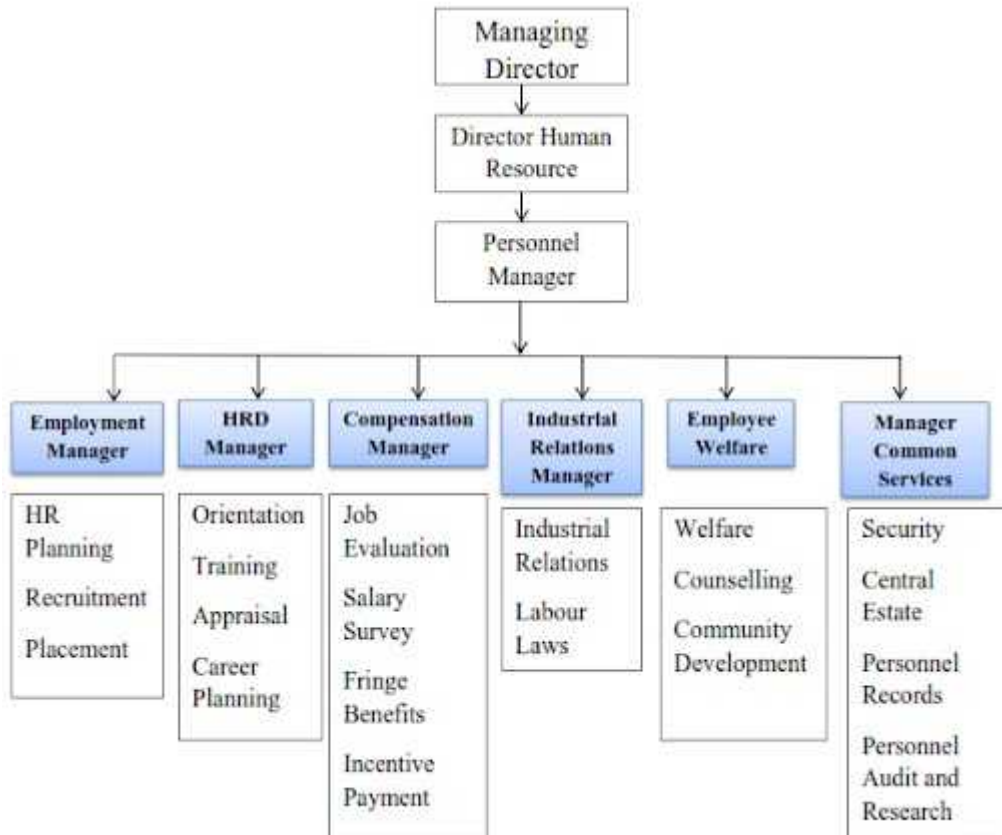 Managing
Director
Director Human
Resource
Personnel
Manager
Employment
Manager
HRD
Manager
Compensation
Manager
Industrial
Relations
Manager
Employee
Welfare
Manager
Common
Services
HR
Planning
Recruitment
Placement
Orientation
Training
Appraisal
Career
Planning
Job
Evaluation
Salary
Survey
Fringe
Benefits
Incentive
Payment
Industrial
Relations
Labour
Laws
Welfare
Counselling
Community
Development
Security
Central
Estate
Personnel
Records
Personnel
Audit and
Research